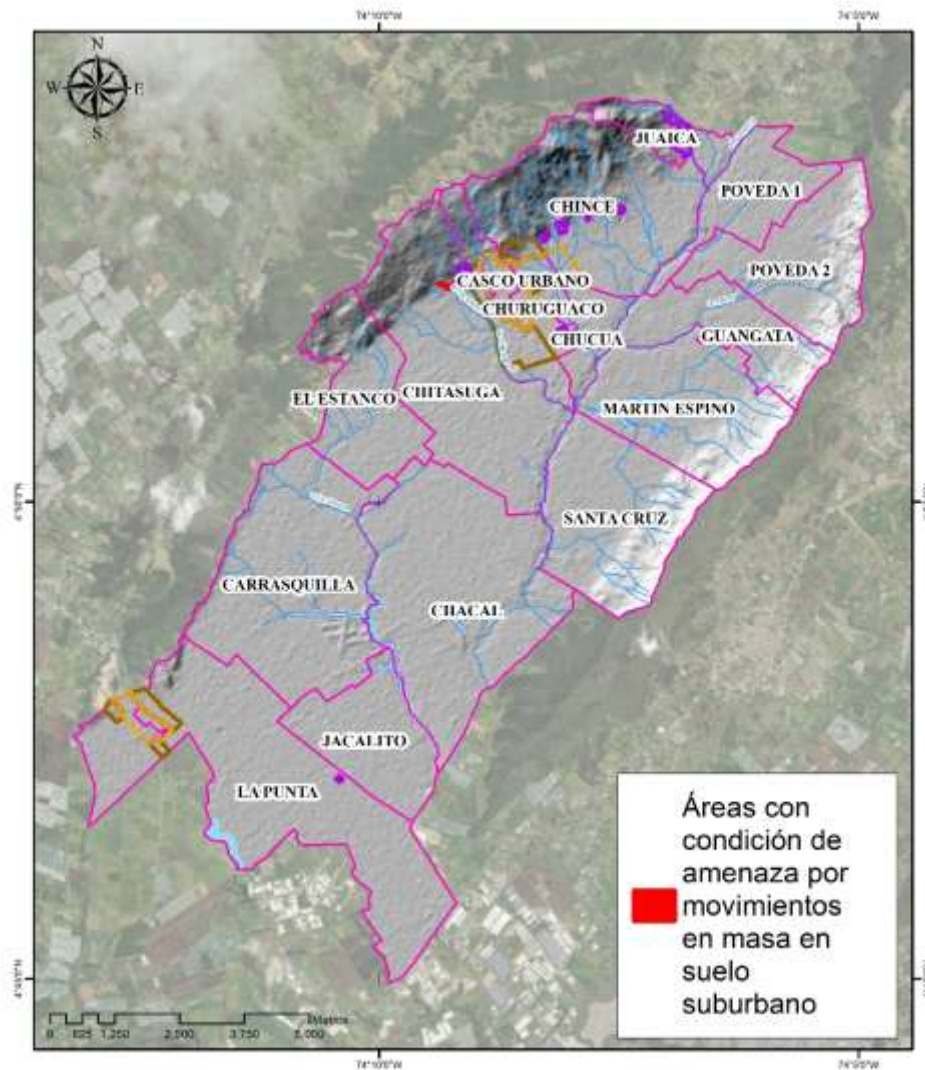 74°10'0"W
74°5'0"W
N
W E
S
JUAICA
POVEDA 1
CHINCE
POVEDA 2
CASCO URBANO
CHURUGUACO
CHUCUA
GUANGATA
CHITASUGA
EL ESTANCO
MARTIN ESPINO
SANTA CRUZ
CARRASQUILLA
CHACAL
JACALITO
LA PUNTA
Áreas con
condición de
amenaza por
movimientos
en masa en
suelo
suburbano
Metros
0 625 1.250 2.500 3.750 5.000
74°10'0"W
74°5'0"W